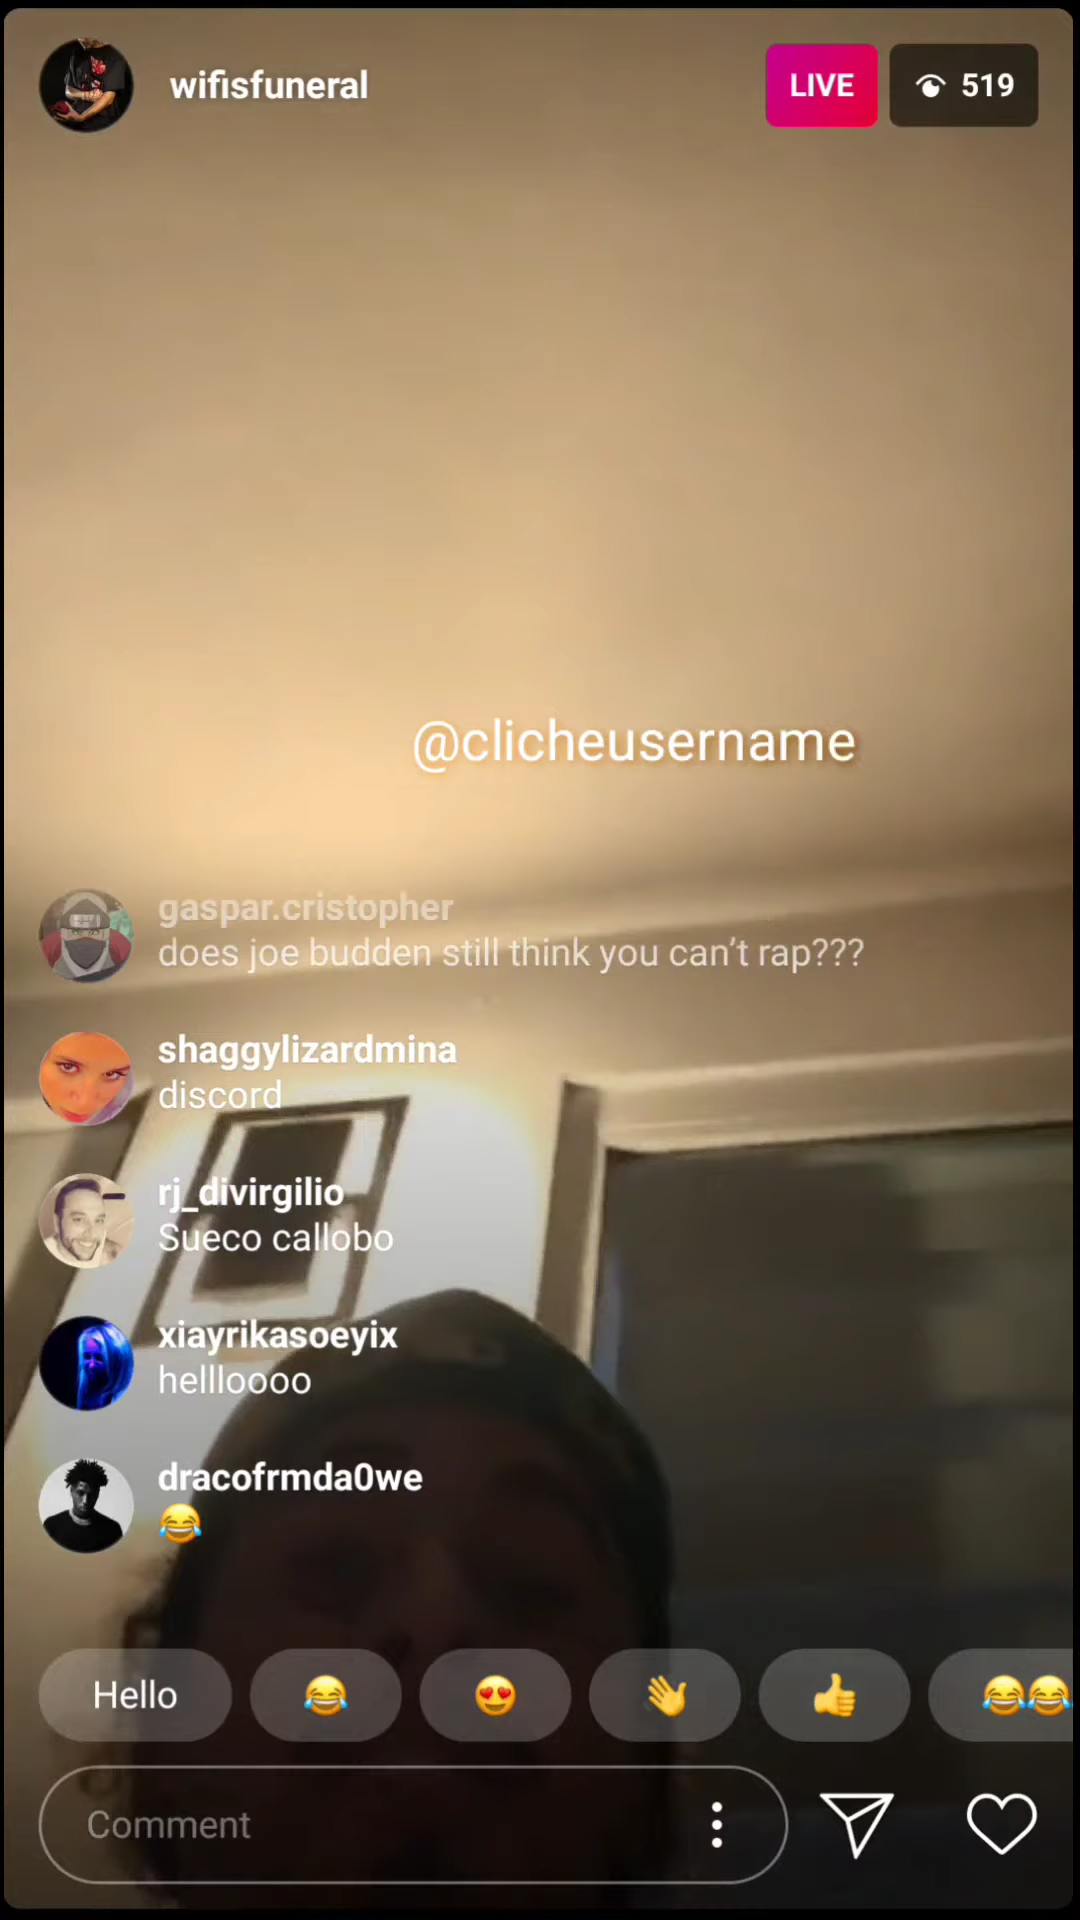 wifisfuneral
LIVE
519
@clicheusername
gaspar.cristopher
does joe budden still think you can't rap???
shaggylizardmina
discord
rj_divirgilio
Sueco callobo
xiayrikasoeyix
hellloooo
dracofrmda0we
😂
Hello 😂 😍 👋 👍 😂😂
Comment